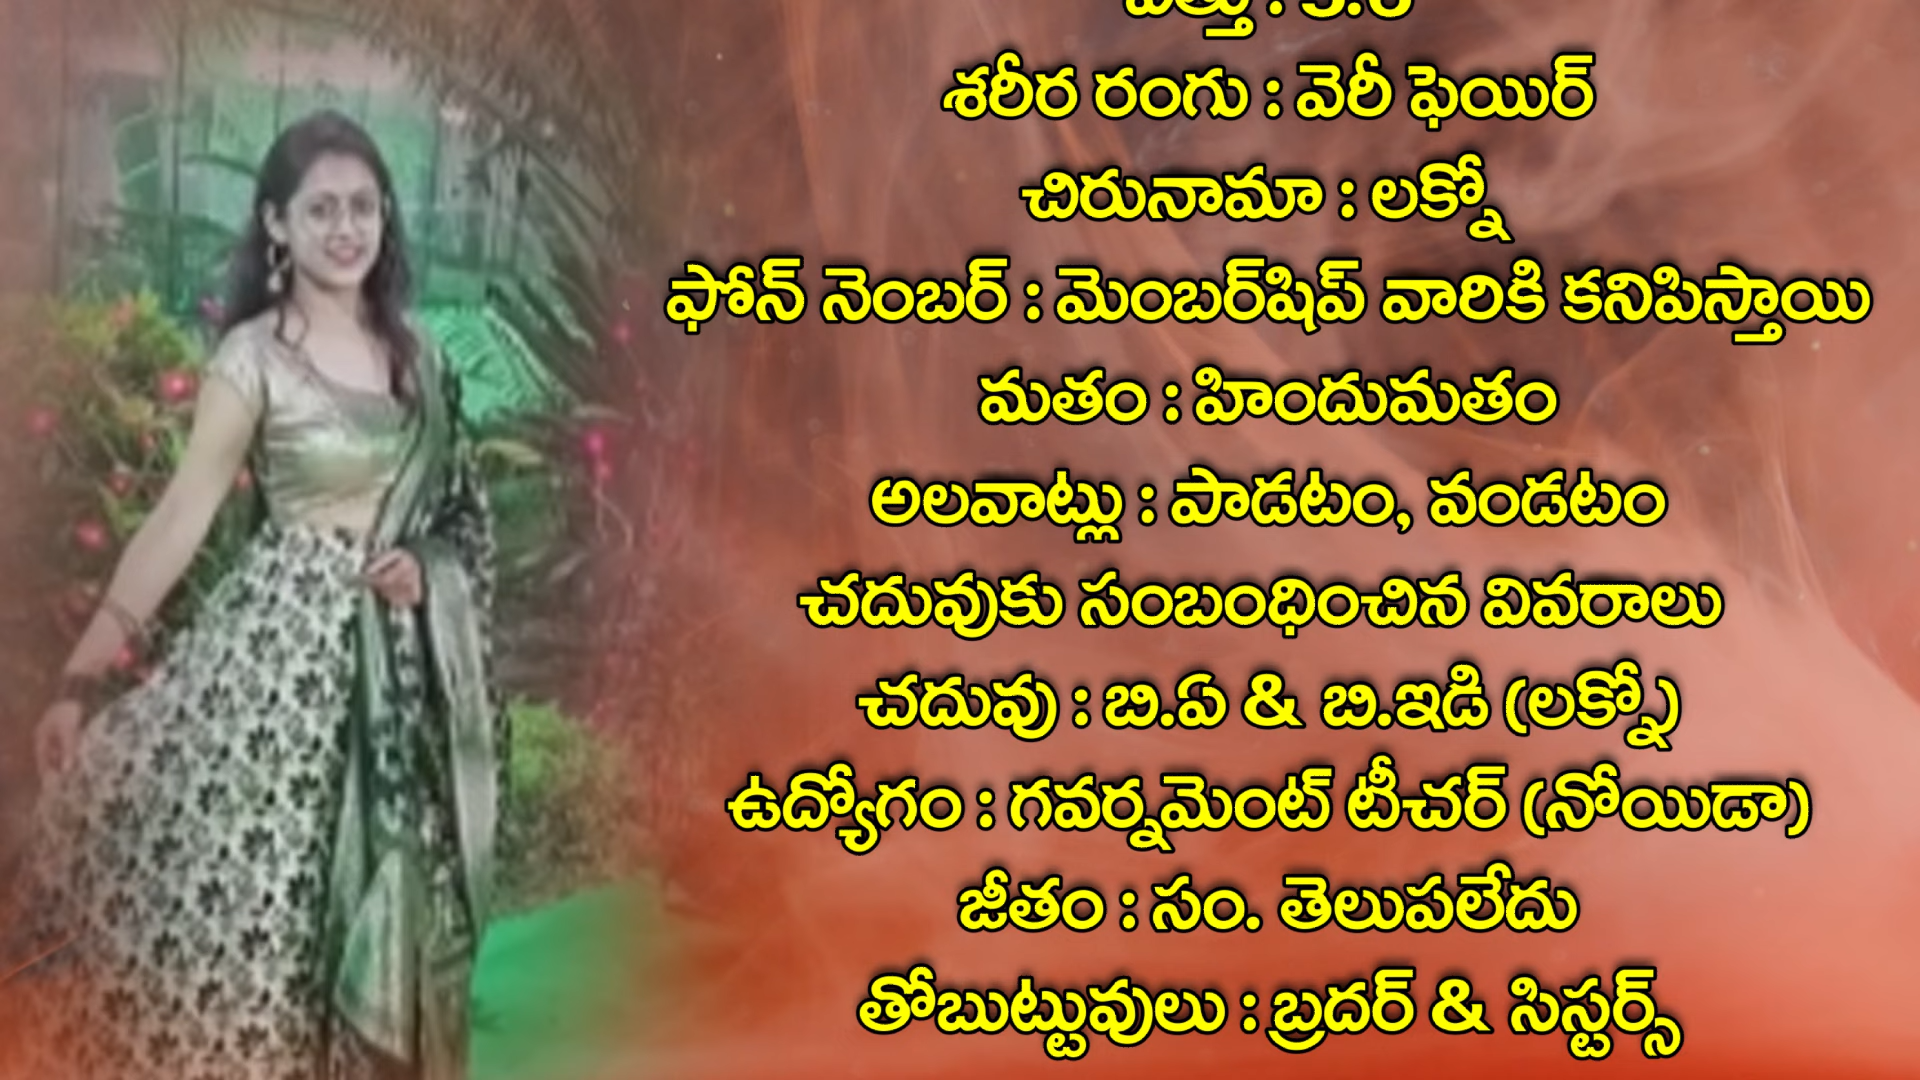 శరీర రంగు : వెరీ ఫెయిర్
చిరునామా : లక్నో
ఫోన్ నెంబర్ : మెంబర్‌షిప్ వారికి కనిపిస్తాయి
మతం : హిందుమతం
అలవాట్లు : పాడటం, వండటం
చదువుకు సంబంధించిన వివరాలు
చదువు : బి.ఏ & బి.ఇడి (లక్నో)
ఉద్యోగం : గవర్నమెంట్ టీచర్ (నోయిడా)
జీతం : సం. తెలుపలేదు
తోబుట్టువులు : బ్రదర్ & సిస్టర్స్